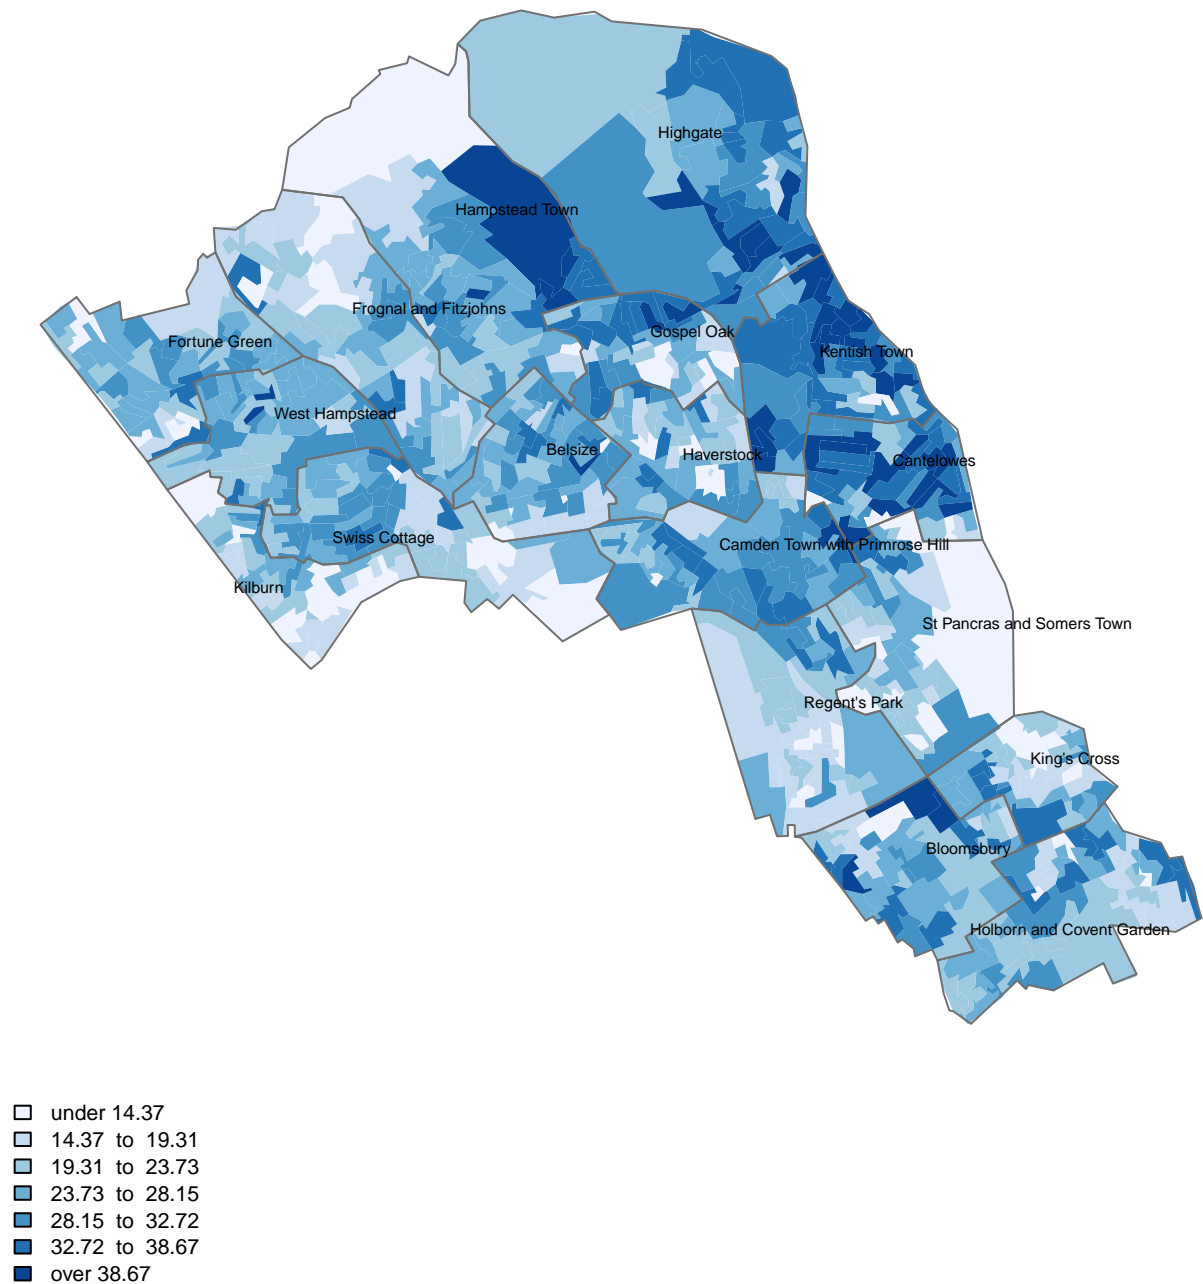 Highgate
Hampstead Town
Frognal and Fitzjohns
Gospel Oak
Fortune Green
Kentish Town
West Hampstead
Belsize
Haverstock
Cantelowes
Swiss Cottage
Camden Town with Primrose Hill
Kilburn
St Pancras and Somers Town
Regent's Park
King's Cross
Bloomsbury
Holborn and Covent Garden
under 14.37
14.37 to 19.31
19.31 to 23.73
23.73 to 28.15
28.15 to 32.72
32.72 to 38.67
over 38.67